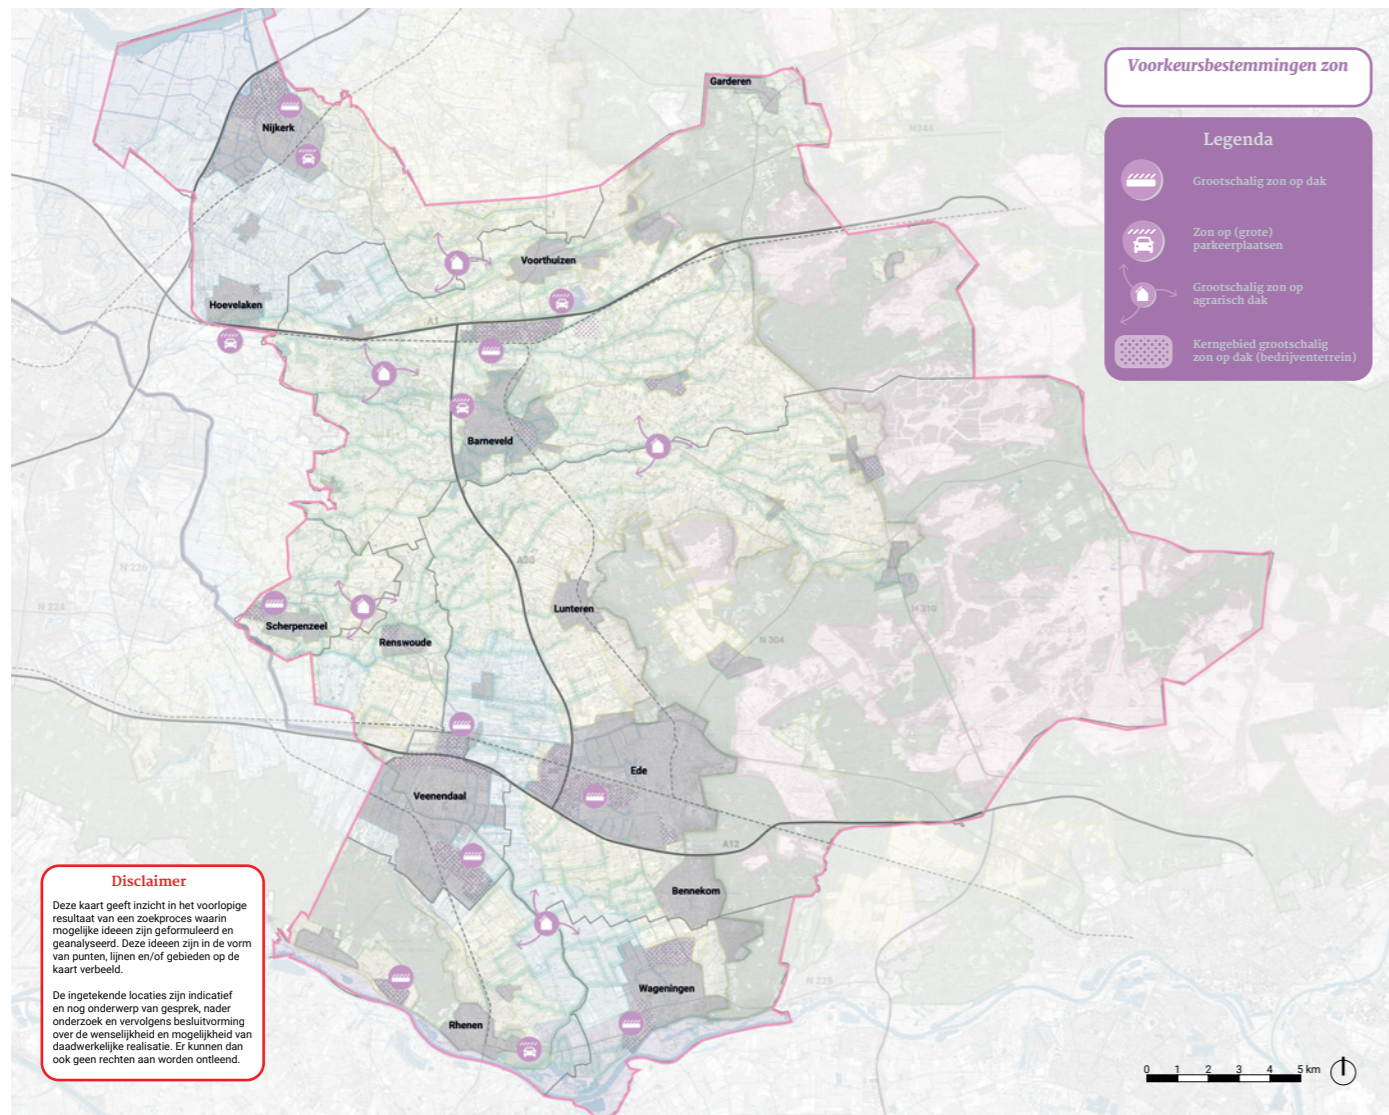 Voorkeursbestemmingen zon
Legenda
Grootschalig zon op dak
Zon op (grote)
parkeerplaatsen
Grootschalig zon op
agrarisch dak
Kerngebied grootschalig
zon op dak (bedrijventerrein)
Garderen
N344
Nijkerk
Voorthuizen
Hoevelaken
Barneveld
A30
N 226
N 224
Lunteren
N 310
Scherpenzeel
Renswoude
N 304
Ede
Veenendaal
A12
Bennekom
Wageningen
Rhenen
Disclaimer
Deze kaart geeft inzicht in het voorlopige
resultaat van een zoekproces waarin
mogelijke ideeen zijn geformuleerd en
geanalyseerd. Deze ideeen zijn in de vorm
van punten, lijnen en/of gebieden op de
kaart verbeeld.
De ingetekende locaties zijn indicatief
en nog onderwerp van gesprek, nader
onderzoek en vervolgens besluitvorming
over de wenselijkheid en mogelijkheid van
daadwerkelijke realisatie. Er kunnen dan
ook geen rechten aan worden ontleend.
0 1 2 3 4 5 km